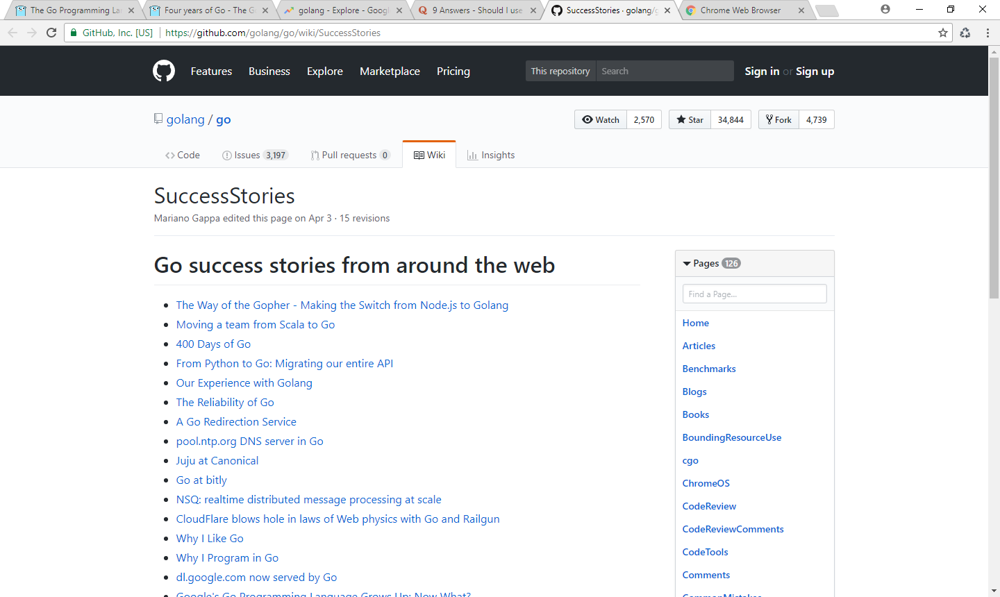 The Go Programming La
Four years of Go - The G
golang - Explore - Goog
9 Answers - Should I use
SuccessStories · golang/g
Chrome Web Browser
GitHub, Inc. [US]
https://github.com/golang/go/wiki/SuccessStories
Features
Business
Explore
Marketplace
Pricing
This repository
Search
Sign in or Sign up
golang / go
Watch 2,570
Star 34,844
Fork 4,739
Code
Issues 3,197
Pull requests 0
Wiki
Insights
SuccessStories
Mariano Gappa edited this page on Apr 3 · 15 revisions
Go success stories from around the web
The Way of the Gopher - Making the Switch from Node.js to Golang
Moving a team from Scala to Go
400 Days of Go
From Python to Go: Migrating our entire API
Our Experience with Golang
The Reliability of Go
A Go Redirection Service
pool.ntp.org DNS server in Go
Juju at Canonical
Go at bitly
NSQ: realtime distributed message processing at scale
CloudFlare blows hole in laws of Web physics with Go and Railgun
Why I Like Go
Why I Program in Go
dl.google.com now served by Go
Google's Go Programming Language Grows Up: Now What?
Pages 126
Find a Page...
Home
Articles
Benchmarks
Blogs
Books
BoundingResourceUse
cgo
ChromeOS
CodeReview
CodeReviewComments
CodeTools
Comments
CommonMistakes